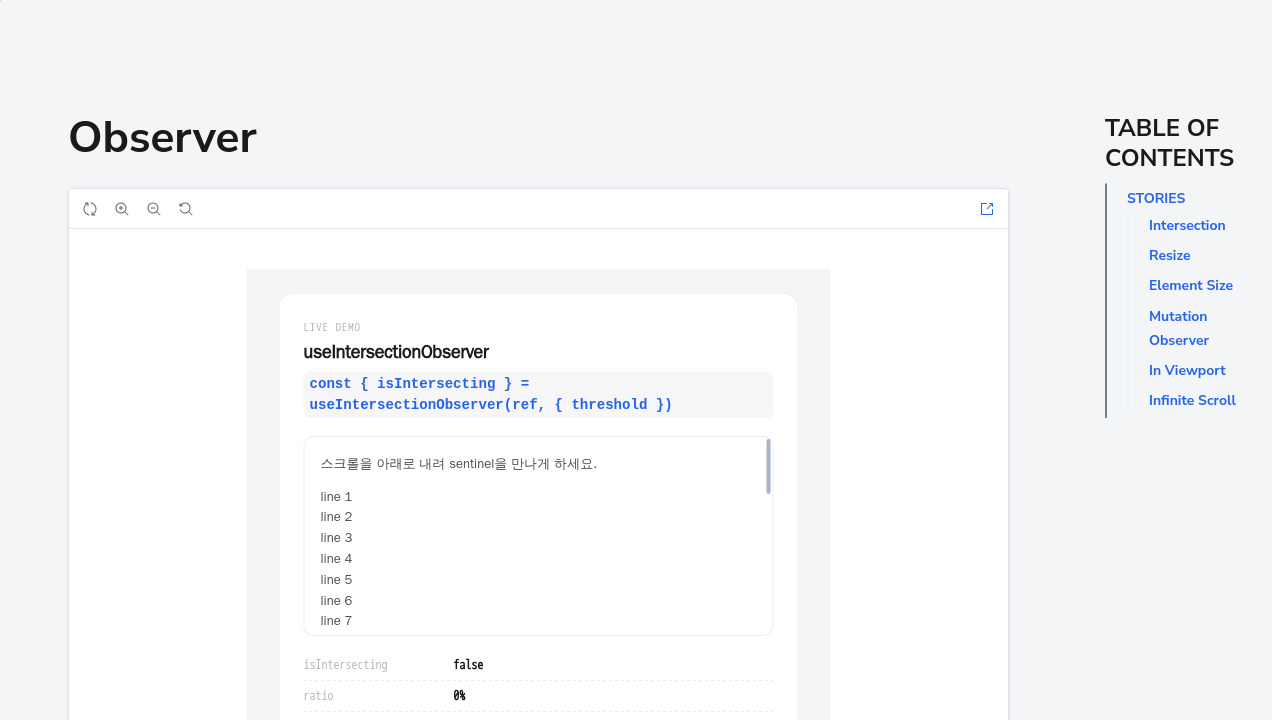 Observer
LIVE DEMO
useIntersectionObserver
const { isIntersecting } =
useIntersectionObserver(ref, { threshold })
스크롤을 아래로 내려 sentinel을 만나게 하세요.
line 1
line 2
line 3
line 4
line 5
line 6
line 7
isIntersecting false
ratio 0%
TABLE OF
CONTENTS
STORIES
Intersection
Resize
Element Size
Mutation
Observer
In Viewport
Infinite Scroll